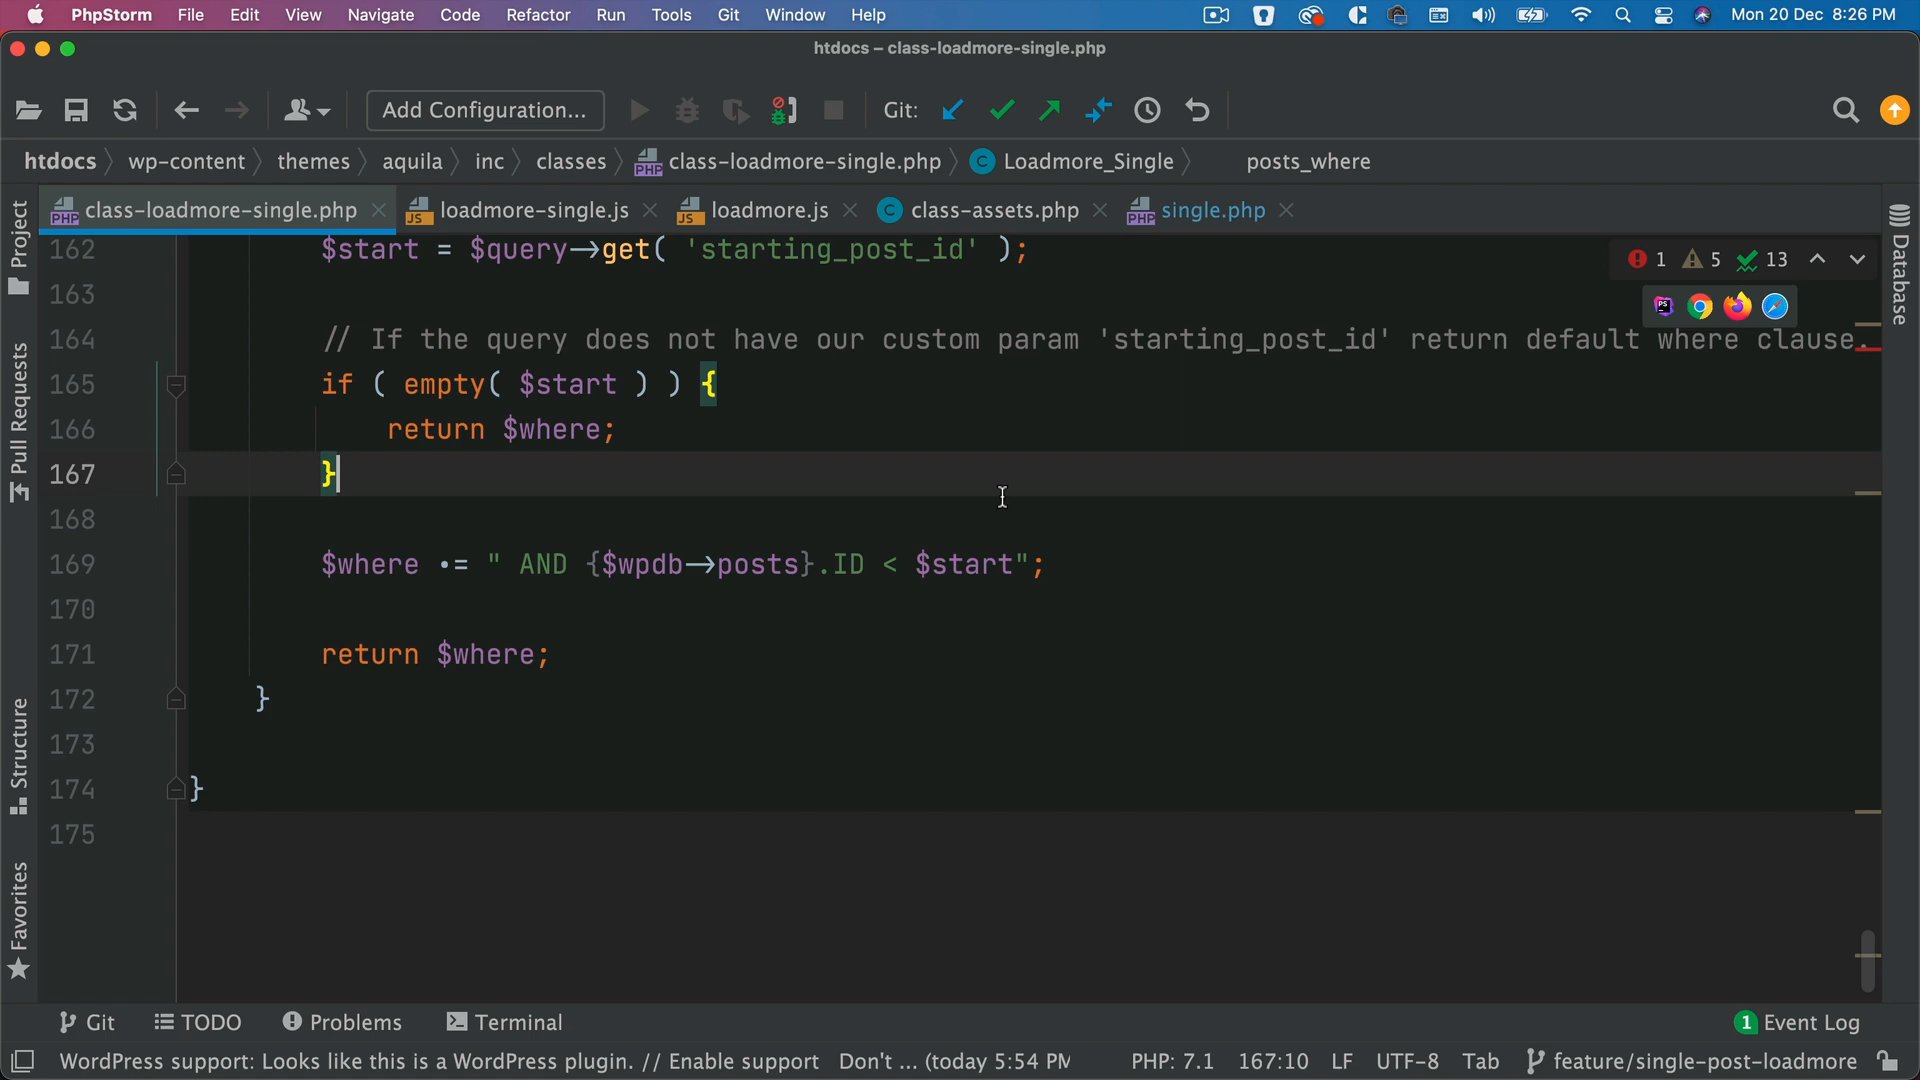 PhpStorm File Edit View Navigate Code Refactor Run Tools Git Window Help Mon 20 Dec 8:26 PM
htdocs – class-loadmore-single.php
Add Configuration... Git:
htdocs wp-content themes aquila inc classes class-loadmore-single.php Loadmore_Single posts_where
class-loadmore-single.php loadmore-single.js loadmore.js class-assets.php single.php
Project
Pull Requests
Structure
Favorites
Database
1 5 13
162 $start = $query→get( 'starting_post_id' );
163
164 // If the query does not have our custom param 'starting_post_id' return default where clause.
165 if ( empty( $start ) ) {
166 return $where;
167 }
168
169 $where .= " AND {$wpdb→posts}.ID < $start";
170
171 return $where;
172 }
173
174 }
175
Git TODO Problems Terminal 1 Event Log
WordPress support: Looks like this is a WordPress plugin. // Enable support Don't ... (today 5:54 PM PHP: 7.1 167:10 LF UTF-8 Tab feature/single-post-loadmore